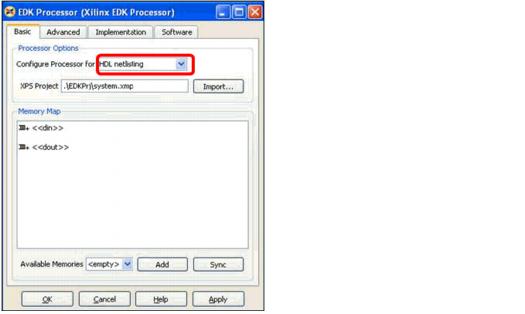 EDK Processor (Xilinx EDK Processor)
Basic Advanced Implementation Software
Processor Options
Configure Processor for HDL netlisting
XPS Project .\EDKPrj\system.xmp Import...
Memory Map
<<din>>
<<dout>>
Available Memories <empty> Add Sync
OK Cancel Help Apply